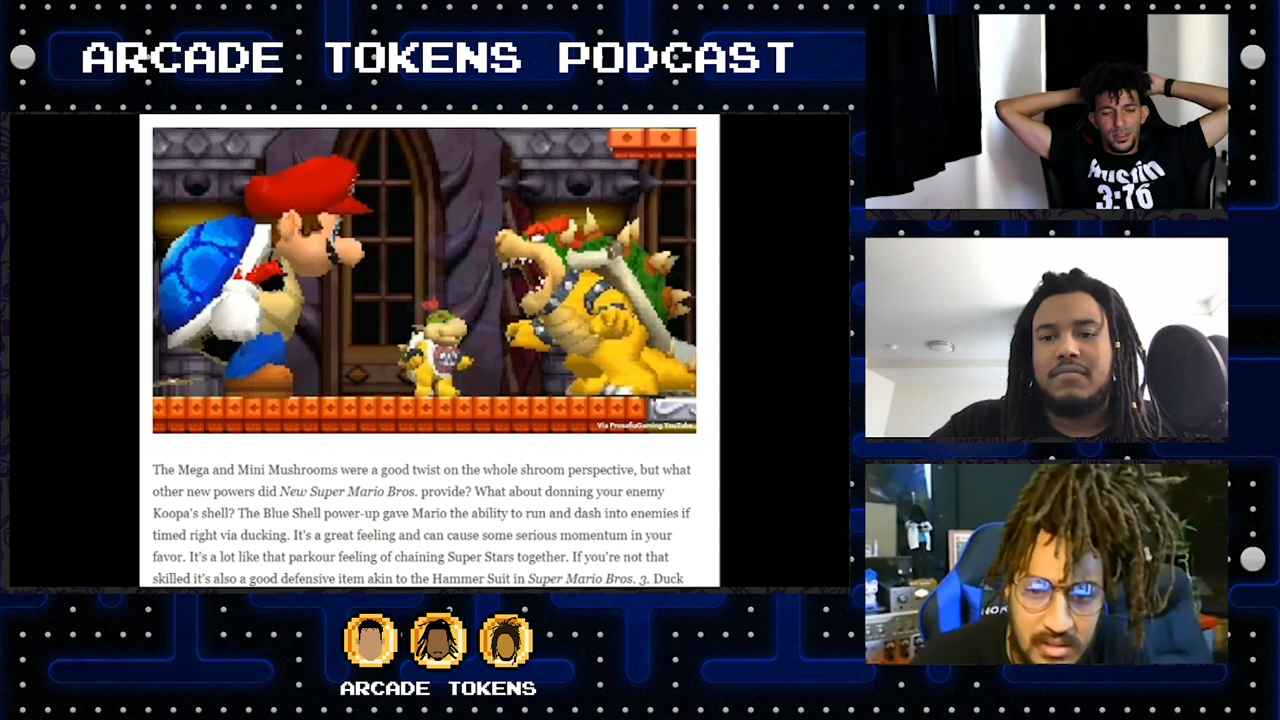 ARCADE TOKENS PODCAST
Via ProsafiaGaming YouTube
The Mega and Mini Mushrooms were a good twist on the whole shroom perspective, but what
other new powers did New Super Mario Bros. provide? What about donning your enemy
Koopa's shell? The Blue Shell power-up gave Mario the ability to run and dash into enemies if
timed right via ducking. It's a great feeling and can cause some serious momentum in your
favor. It's a lot like that parkour feeling of chaining Super Stars together. If you're not that
skilled it's also a good defensive item akin to the Hammer Suit in Super Mario Bros. 3. Duck
ARCADE TOKENS
3:16